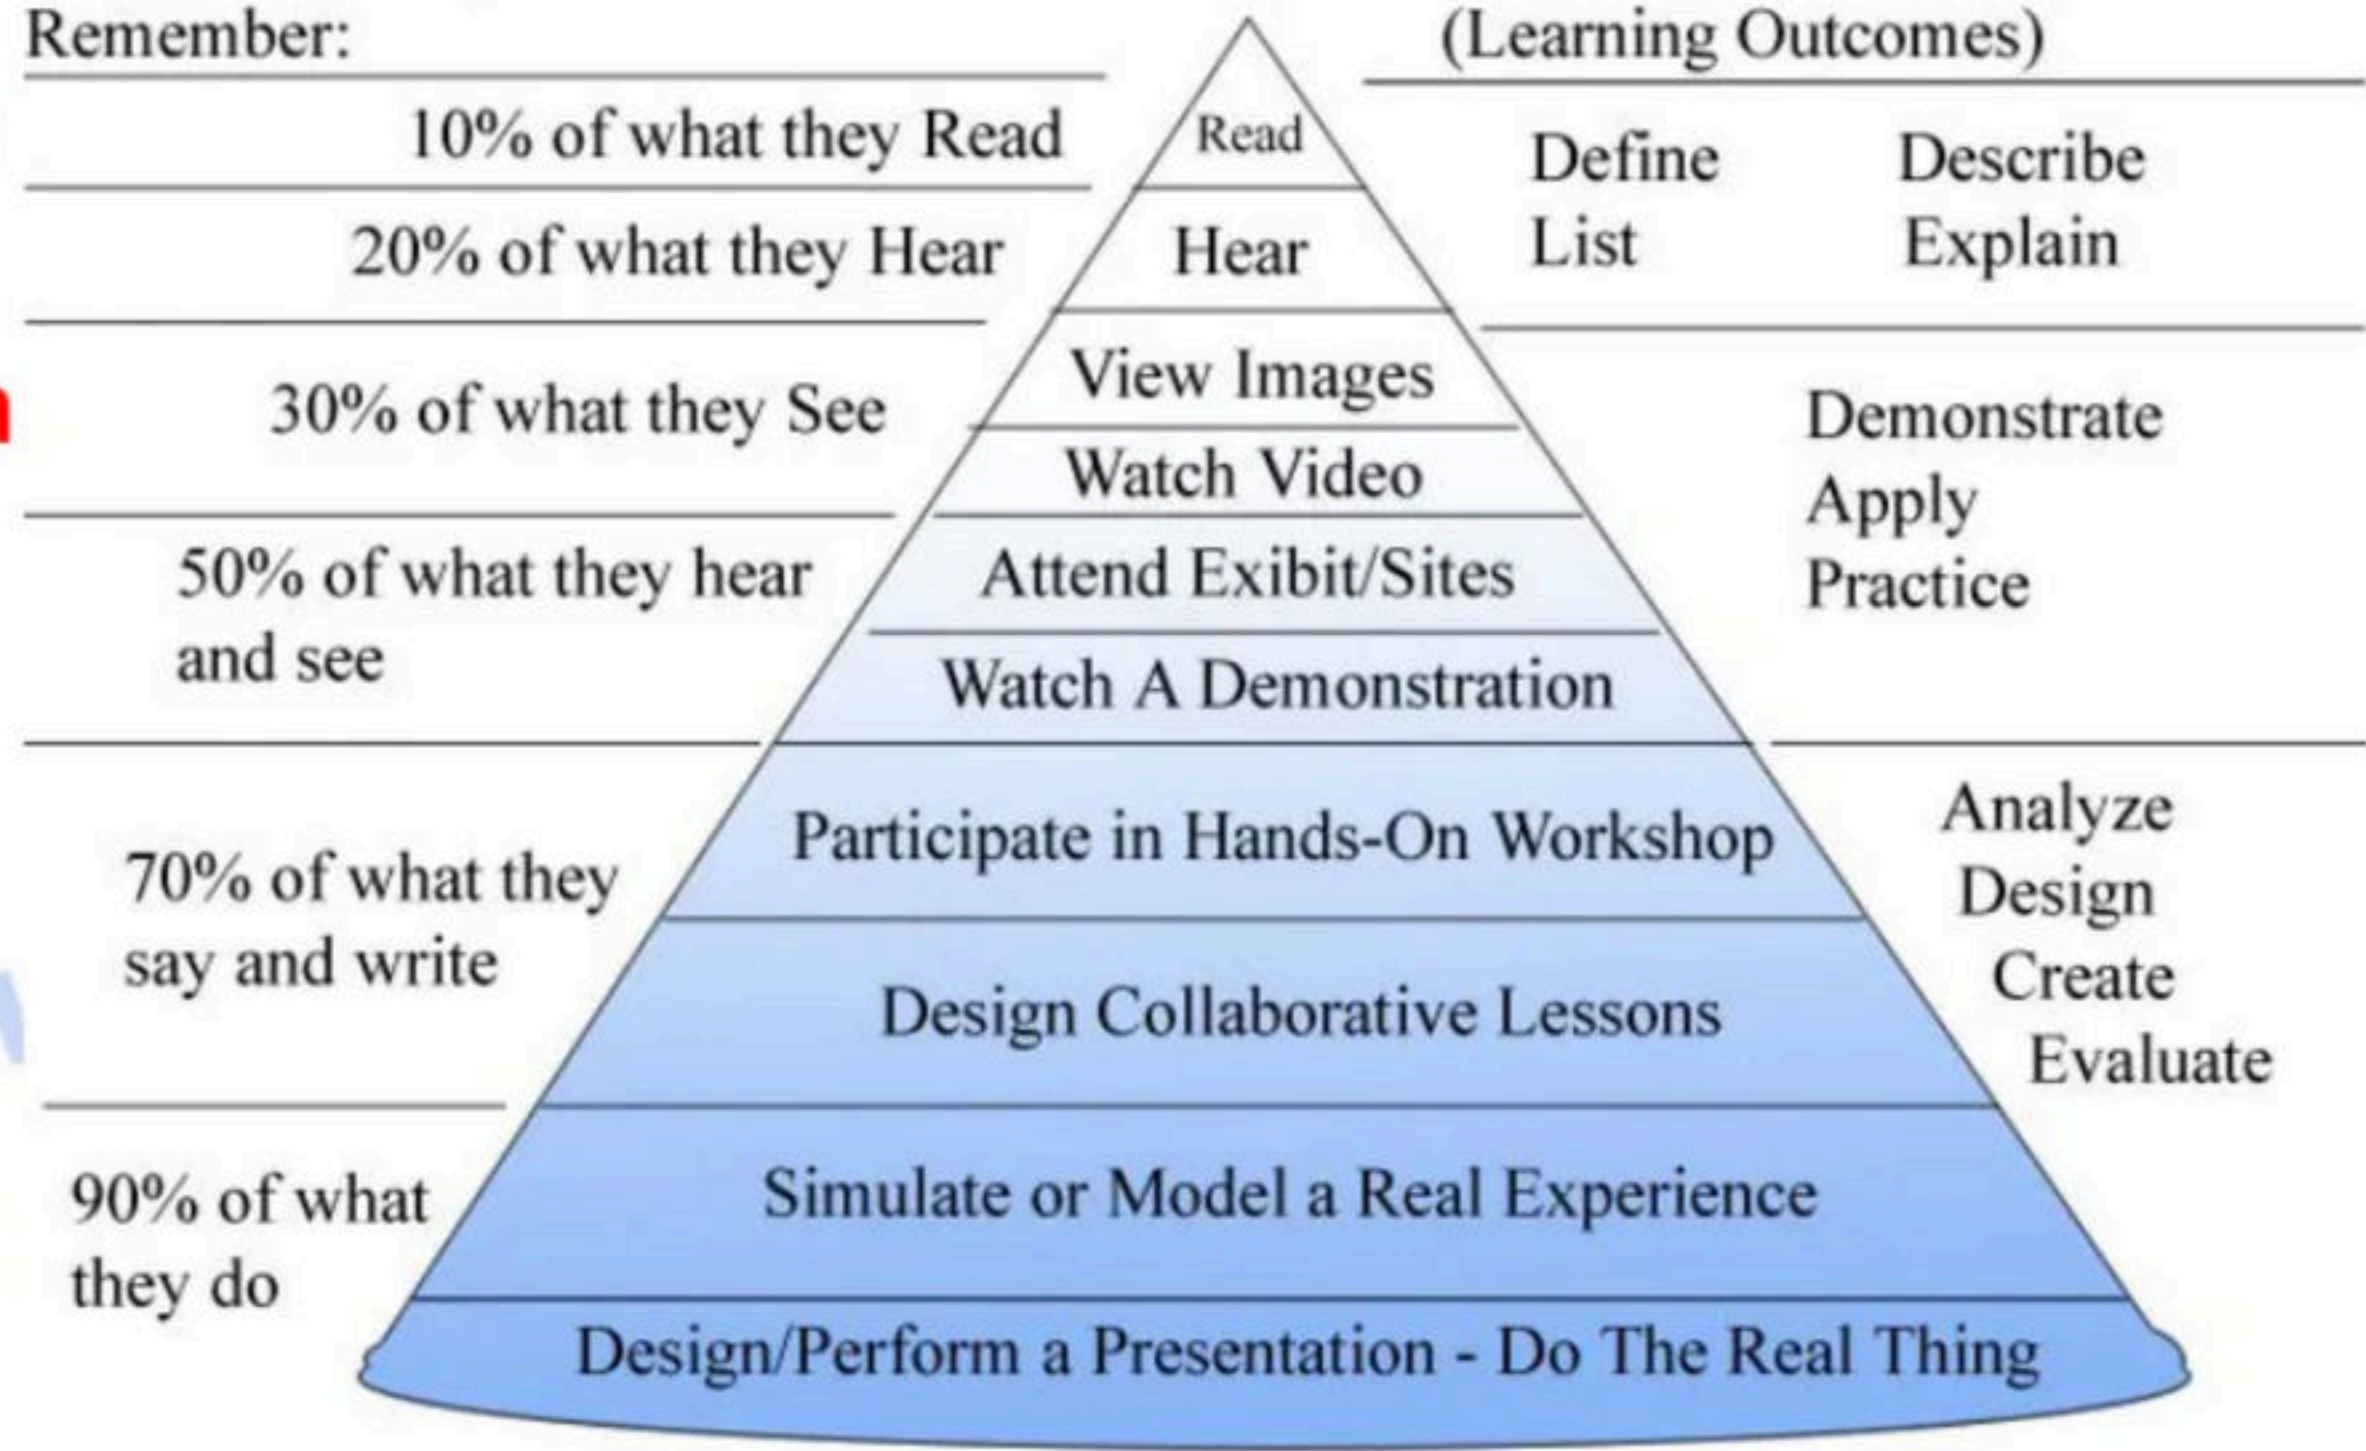 Remember:
(Learning Outcomes)
10% of what they Read
Read
Define Describe
List Explain
20% of what they Hear
Hear
30% of what they See
View Images
Watch Video
Demonstrate
Apply
Practice
50% of what they hear
and see
Attend Exibit/Sites
Watch A Demonstration
70% of what they
say and write
Participate in Hands-On Workshop
Design Collaborative Lessons
Analyze
Design
Create
Evaluate
90% of what
they do
Simulate or Model a Real Experience
Design/Perform a Presentation - Do The Real Thing